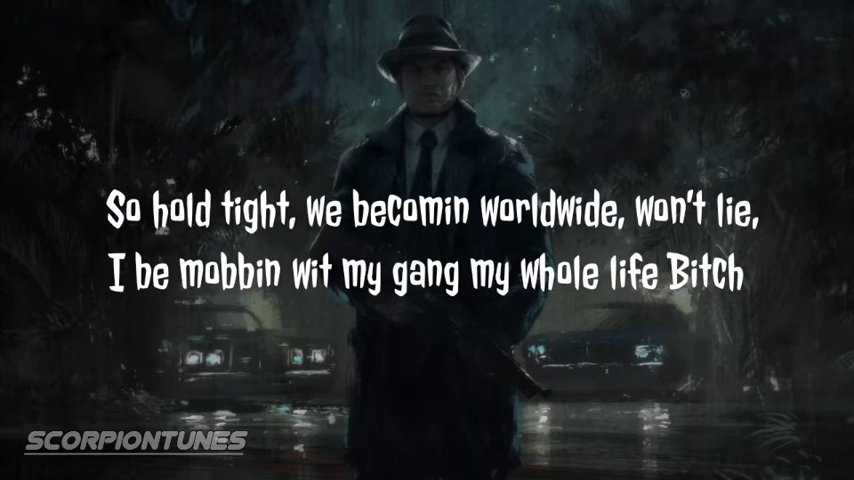 So hold tight, we becomin worldwide, won't lie,
I be mobbin wit my gang my whole life Bitch
SCORPIONTUNES